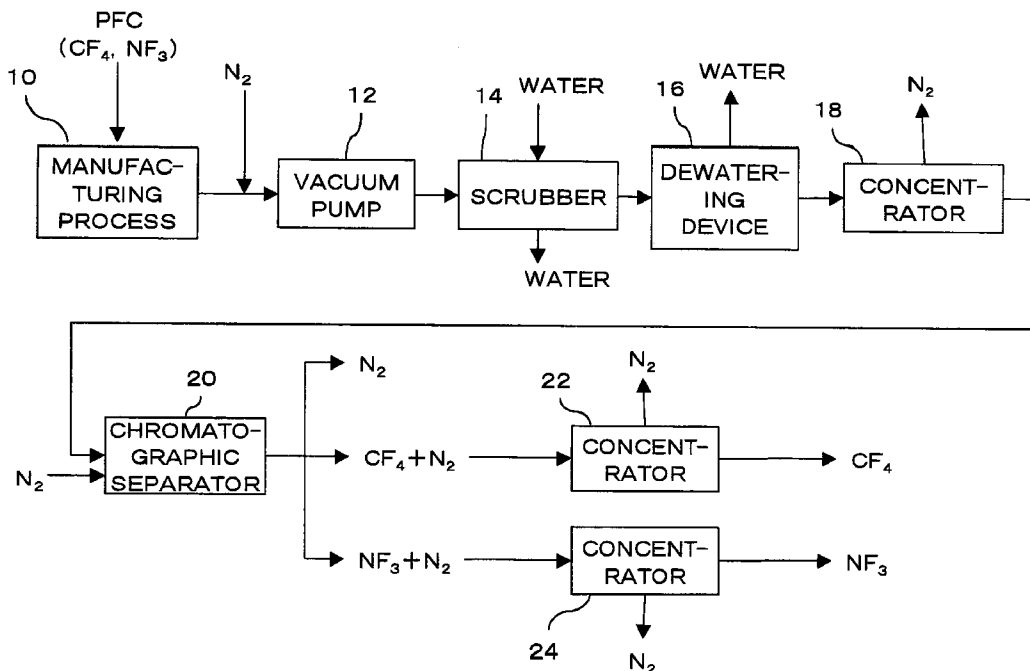 PFC
(CF₄, NF₃)
10
N₂
12
14
WATER
16
WATER
18
N₂
MANUFAC-
TURING
PROCESS
VACUUM
PUMP
SCRUBBER
DEWATER-
ING
DEVICE
CONCENT-
RATOR
WATER
20
N₂
22
N₂
CHROMATO-
GRAPHIC
SEPARATOR
N₂
CF₄+N₂
CONCENT-
RATOR
CF₄
NF₃+N₂
CONCENT-
RATOR
NF₃
24
N₂